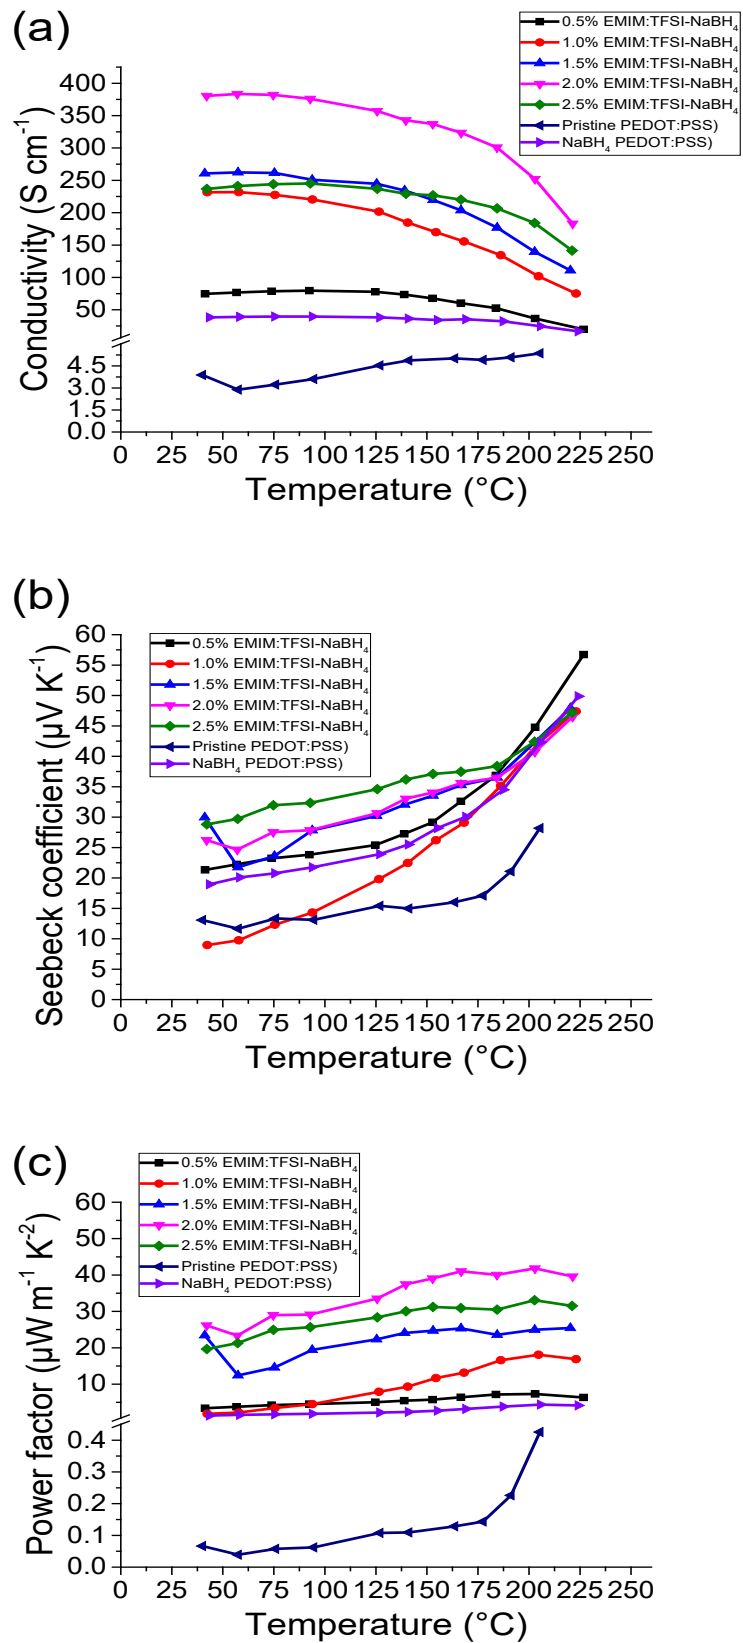 (a)
0.5% EMIM:TFSI-NaBH₄
1.0% EMIM:TFSI-NaBH₄
1.5% EMIM:TFSI-NaBH₄
2.0% EMIM:TFSI-NaBH₄
2.5% EMIM:TFSI-NaBH₄
Pristine PEDOT:PSS)
NaBH₄ PEDOT:PSS)
Conductivity (S cm⁻¹)
400
350
300
250
200
150
100
50
4.5
3.0
1.5
0.0
0 25 50 75 100 125 150 175 200 225 250
Temperature (°C)
(b)
0.5% EMIM:TFSI-NaBH₄
1.0% EMIM:TFSI-NaBH₄
1.5% EMIM:TFSI-NaBH₄
2.0% EMIM:TFSI-NaBH₄
2.5% EMIM:TFSI-NaBH₄
Pristine PEDOT:PSS)
NaBH₄ PEDOT:PSS)
Seebeck coefficient (µV K⁻¹)
60
55
50
45
40
35
30
25
20
15
10
5
0
0 25 50 75 100 125 150 175 200 225 250
Temperature (°C)
(c)
0.5% EMIM:TFSI-NaBH₄
1.0% EMIM:TFSI-NaBH₄
1.5% EMIM:TFSI-NaBH₄
2.0% EMIM:TFSI-NaBH₄
2.5% EMIM:TFSI-NaBH₄
Pristine PEDOT:PSS)
NaBH₄ PEDOT:PSS)
Power factor (µW m⁻¹ K⁻²)
60
50
40
30
20
10
0.4
0.3
0.2
0.1
0.0
0 25 50 75 100 125 150 175 200 225 250
Temperature (°C)